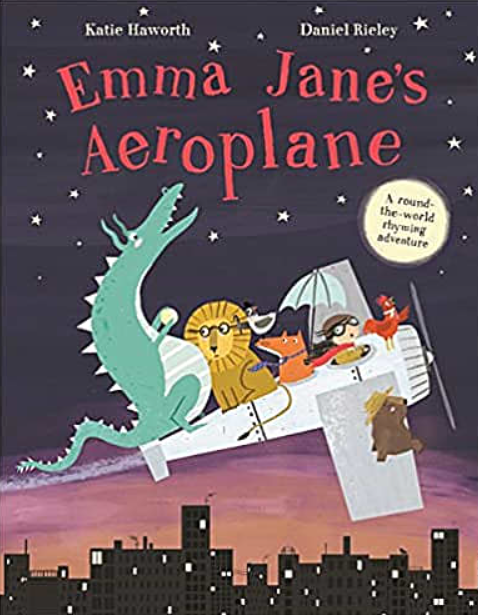 Katie Haworth Daniel Rieley
Emma Jane's
Aeroplane
A round-
the-world
rhyming
adventure